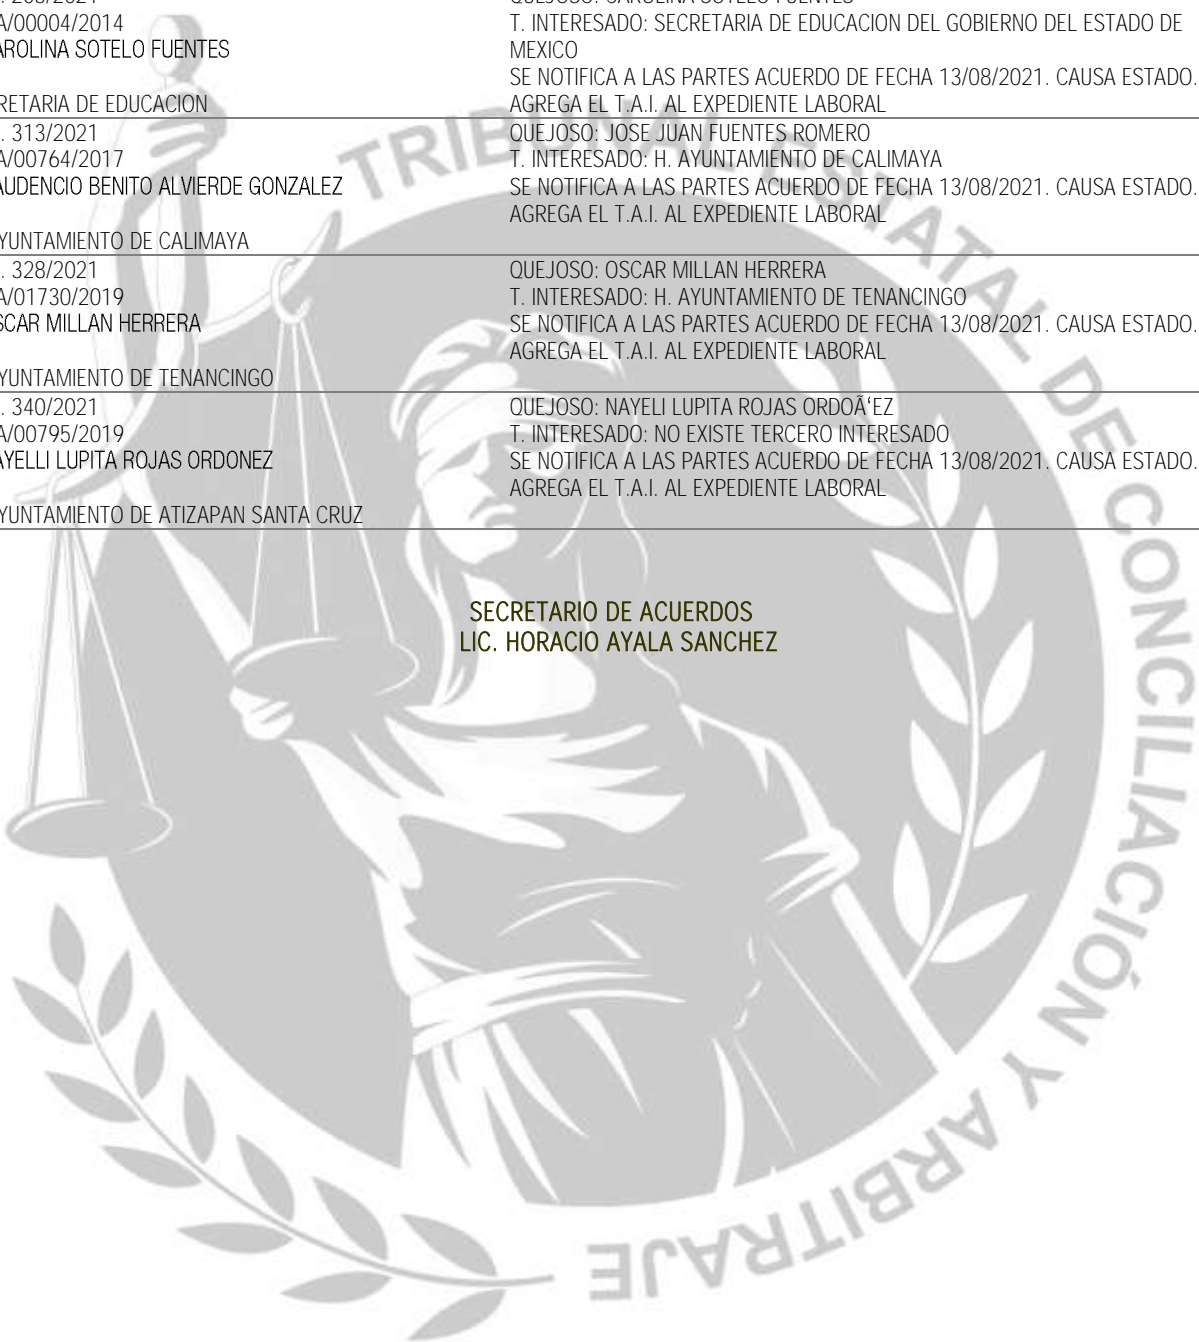 A/00004/2014
AROLINA SOTELO FUENTES
RETARIA DE EDUCACION
T. INTERESADO: SECRETARIA DE EDUCACION DEL GOBIERNO DEL ESTADO DE
MEXICO
SE NOTIFICA A LAS PARTES ACUERDO DE FECHA 13/08/2021. CAUSA ESTADO.
AGREGA EL T.A.I. AL EXPEDIENTE LABORAL
. 313/2021
A/00764/2017
AUDENCIO BENITO ALVIERDE GONZALEZ
YUNTAMIENTO DE CALIMAYA
QUEJOSO: JOSE JUAN FUENTES ROMERO
T. INTERESADO: H. AYUNTAMIENTO DE CALIMAYA
SE NOTIFICA A LAS PARTES ACUERDO DE FECHA 13/08/2021. CAUSA ESTADO.
AGREGA EL T.A.I. AL EXPEDIENTE LABORAL
. 328/2021
A/01730/2019
SCAR MILLAN HERRERA
YUNTAMIENTO DE TENANCINGO
QUEJOSO: OSCAR MILLAN HERRERA
T. INTERESADO: H. AYUNTAMIENTO DE TENANCINGO
SE NOTIFICA A LAS PARTES ACUERDO DE FECHA 13/08/2021. CAUSA ESTADO.
AGREGA EL T.A.I. AL EXPEDIENTE LABORAL
. 340/2021
A/00795/2019
AYELLI LUPITA ROJAS ORDONEZ
YUNTAMIENTO DE ATIZAPAN SANTA CRUZ
QUEJOSO: NAYELI LUPITA ROJAS ORDOÃ‘EZ
T. INTERESADO: NO EXISTE TERCERO INTERESADO
SE NOTIFICA A LAS PARTES ACUERDO DE FECHA 13/08/2021. CAUSA ESTADO.
AGREGA EL T.A.I. AL EXPEDIENTE LABORAL
SECRETARIO DE ACUERDOS
LIC. HORACIO AYALA SANCHEZ
TRIBUNAL ESTATAL DE CONCILIACIÓN Y ARBITRAJE